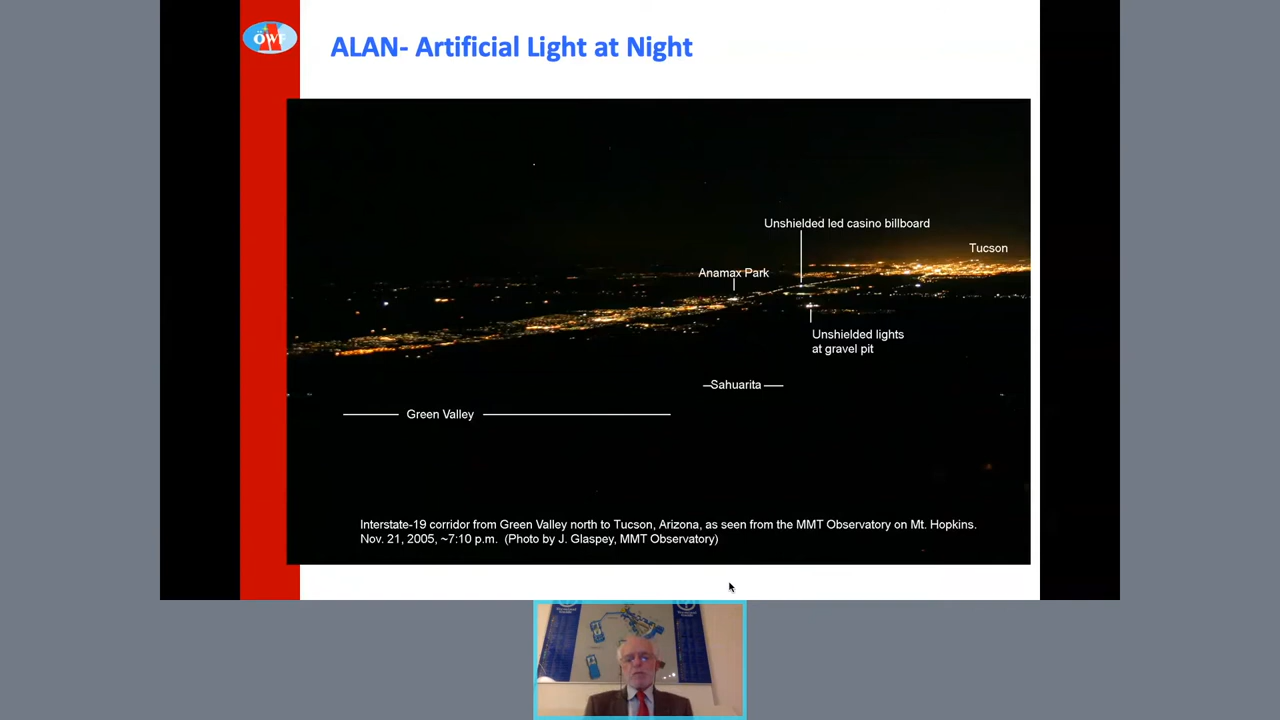 ÖWF
ALAN- Artificial Light at Night
Unshielded led casino billboard
Tucson
Anamax Park
Unshielded lights
at gravel pit
Sahuarita
Green Valley
Interstate-19 corridor from Green Valley north to Tucson, Arizona, as seen from the MMT Observatory on Mt. Hopkins.
Nov. 21, 2005, ~7:10 p.m. (Photo by J. Glaspey, MMT Observatory)